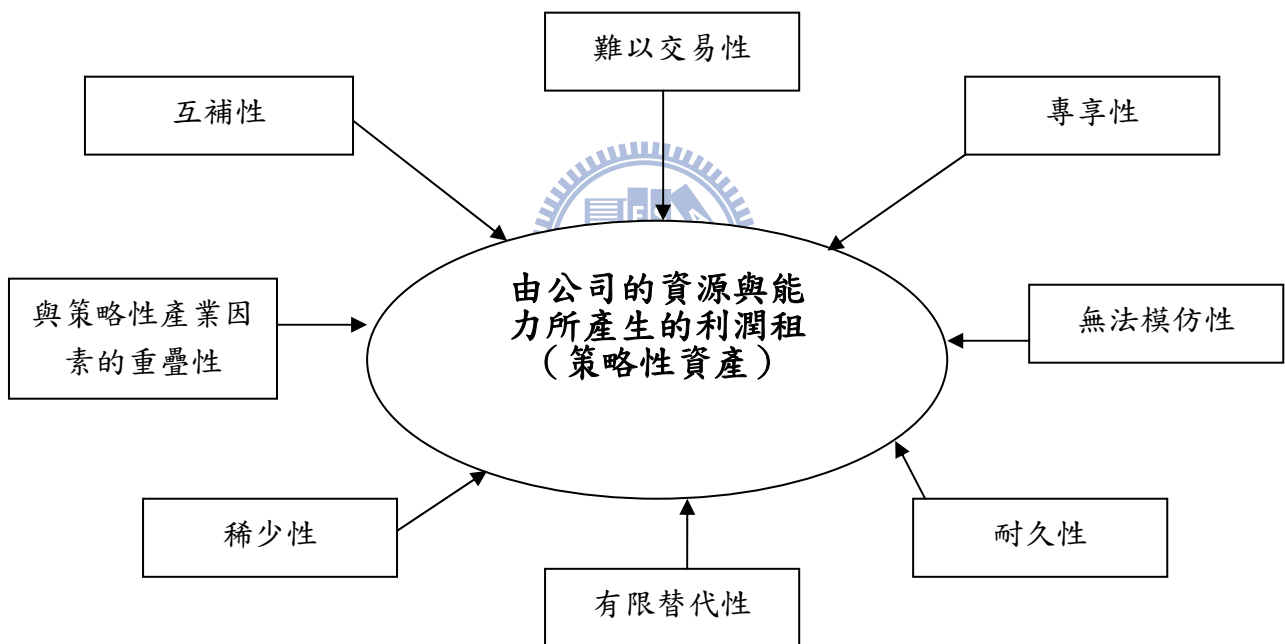 難以交易性
互補性
專享性
由公司的資源與能
力所產生的利潤租
（策略性資產）
與策略性產業因
素的重疊性
無法模仿性
稀少性
耐久性
有限替代性